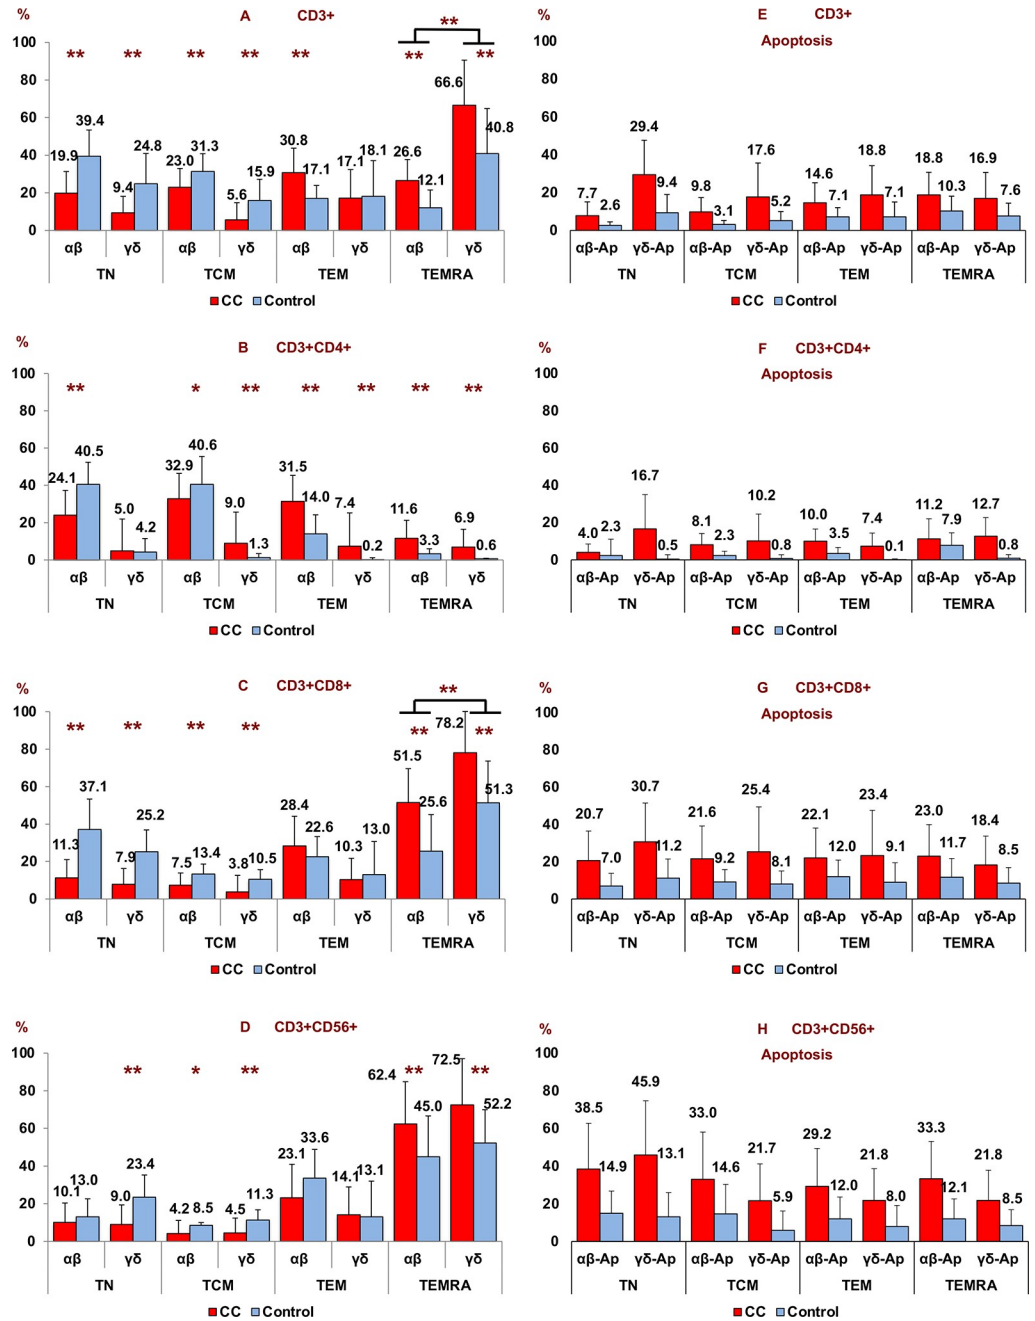 % A CD3+ **
100 ** ** ** ** ** ** **
80 66.6
60
40 19.9 39.4 9.4 24.8 23.0 31.3 5.6 15.9 30.8 17.1 17.1 18.1 26.6 12.1 40.8
20
0
αβ γδ αβ γδ αβ γδ αβ γδ
TN TCM TEM TEMRA
CC Control
% E CD3+
Apoptosis
100
80
60
40 7.7 2.6 29.4 9.4 9.8 3.1 17.6 5.2 14.6 7.1 18.8 7.1 18.8 10.3 16.9 7.6
20
0
αβ-Ap γδ-Ap αβ-Ap γδ-Ap αβ-Ap γδ-Ap αβ-Ap γδ-Ap
TN TCM TEM TEMRA
CC Control
% B CD3+CD4+
100 ** * ** ** ** ** **
80
60
40 24.1 40.5 5.0 4.2 32.9 40.6 9.0 1.3 31.5 14.0 7.4 0.2 11.6 3.3 6.9 0.6
20
0
αβ γδ αβ γδ αβ γδ αβ γδ
TN TCM TEM TEMRA
CC Control
% F CD3+CD4+
Apoptosis
100
80
60
40 4.0 2.3 16.7 0.5 8.1 2.3 10.2 0.8 10.0 3.5 7.4 0.1 11.2 7.9 12.7 0.8
20
0
αβ-Ap γδ-Ap αβ-Ap γδ-Ap αβ-Ap γδ-Ap αβ-Ap γδ-Ap
TN TCM TEM TEMRA
CC Control
% C CD3+CD8+ **
100 ** ** ** ** ** **
80 78.2
60
40 11.3 37.1 7.9 25.2 7.5 13.4 3.8 10.5 28.4 22.6 10.3 13.0 51.5 25.6 51.3
20
0
αβ γδ αβ γδ αβ γδ αβ γδ
TN TCM TEM TEMRA
CC Control
% G CD3+CD8+
Apoptosis
100
80
60
40 20.7 7.0 30.7 11.2 21.6 9.2 25.4 8.1 22.1 12.0 23.4 9.1 23.0 11.7 18.4 8.5
20
0
αβ-Ap γδ-Ap αβ-Ap γδ-Ap αβ-Ap γδ-Ap αβ-Ap γδ-Ap
TN TCM TEM TEMRA
CC Control
% D CD3+CD56+
100 ** * ** ** **
80 62.4 72.5
60
40 10.1 13.0 9.0 23.4 4.2 8.5 4.5 11.3 23.1 33.6 14.1 13.1 45.0 52.2
20
0
αβ γδ αβ γδ αβ γδ αβ γδ
TN TCM TEM TEMRA
CC Control
% H CD3+CD56+
Apoptosis
100
80
60
40 38.5 14.9 45.9 13.1 33.0 14.6 21.7 5.9 29.2 12.0 21.8 8.0 33.3 12.1 21.8 8.5
20
0
αβ-Ap γδ-Ap αβ-Ap γδ-Ap αβ-Ap γδ-Ap αβ-Ap γδ-Ap
TN TCM TEM TEMRA
CC Control